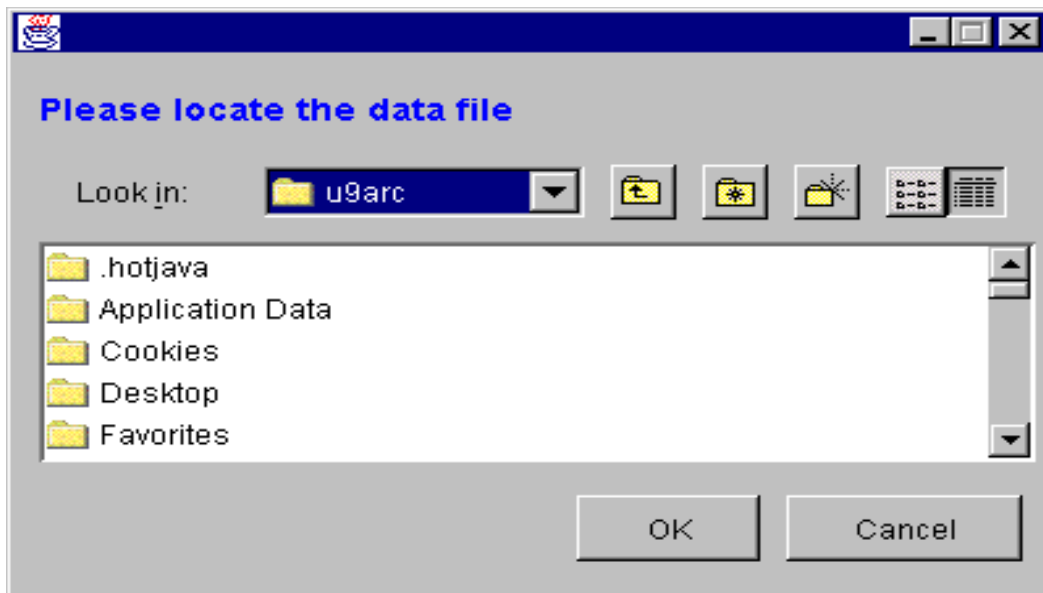 Please locate the data file
Look in: u9arc
.hotjava
Application Data
Cookies
Desktop
Favorites
OK Cancel